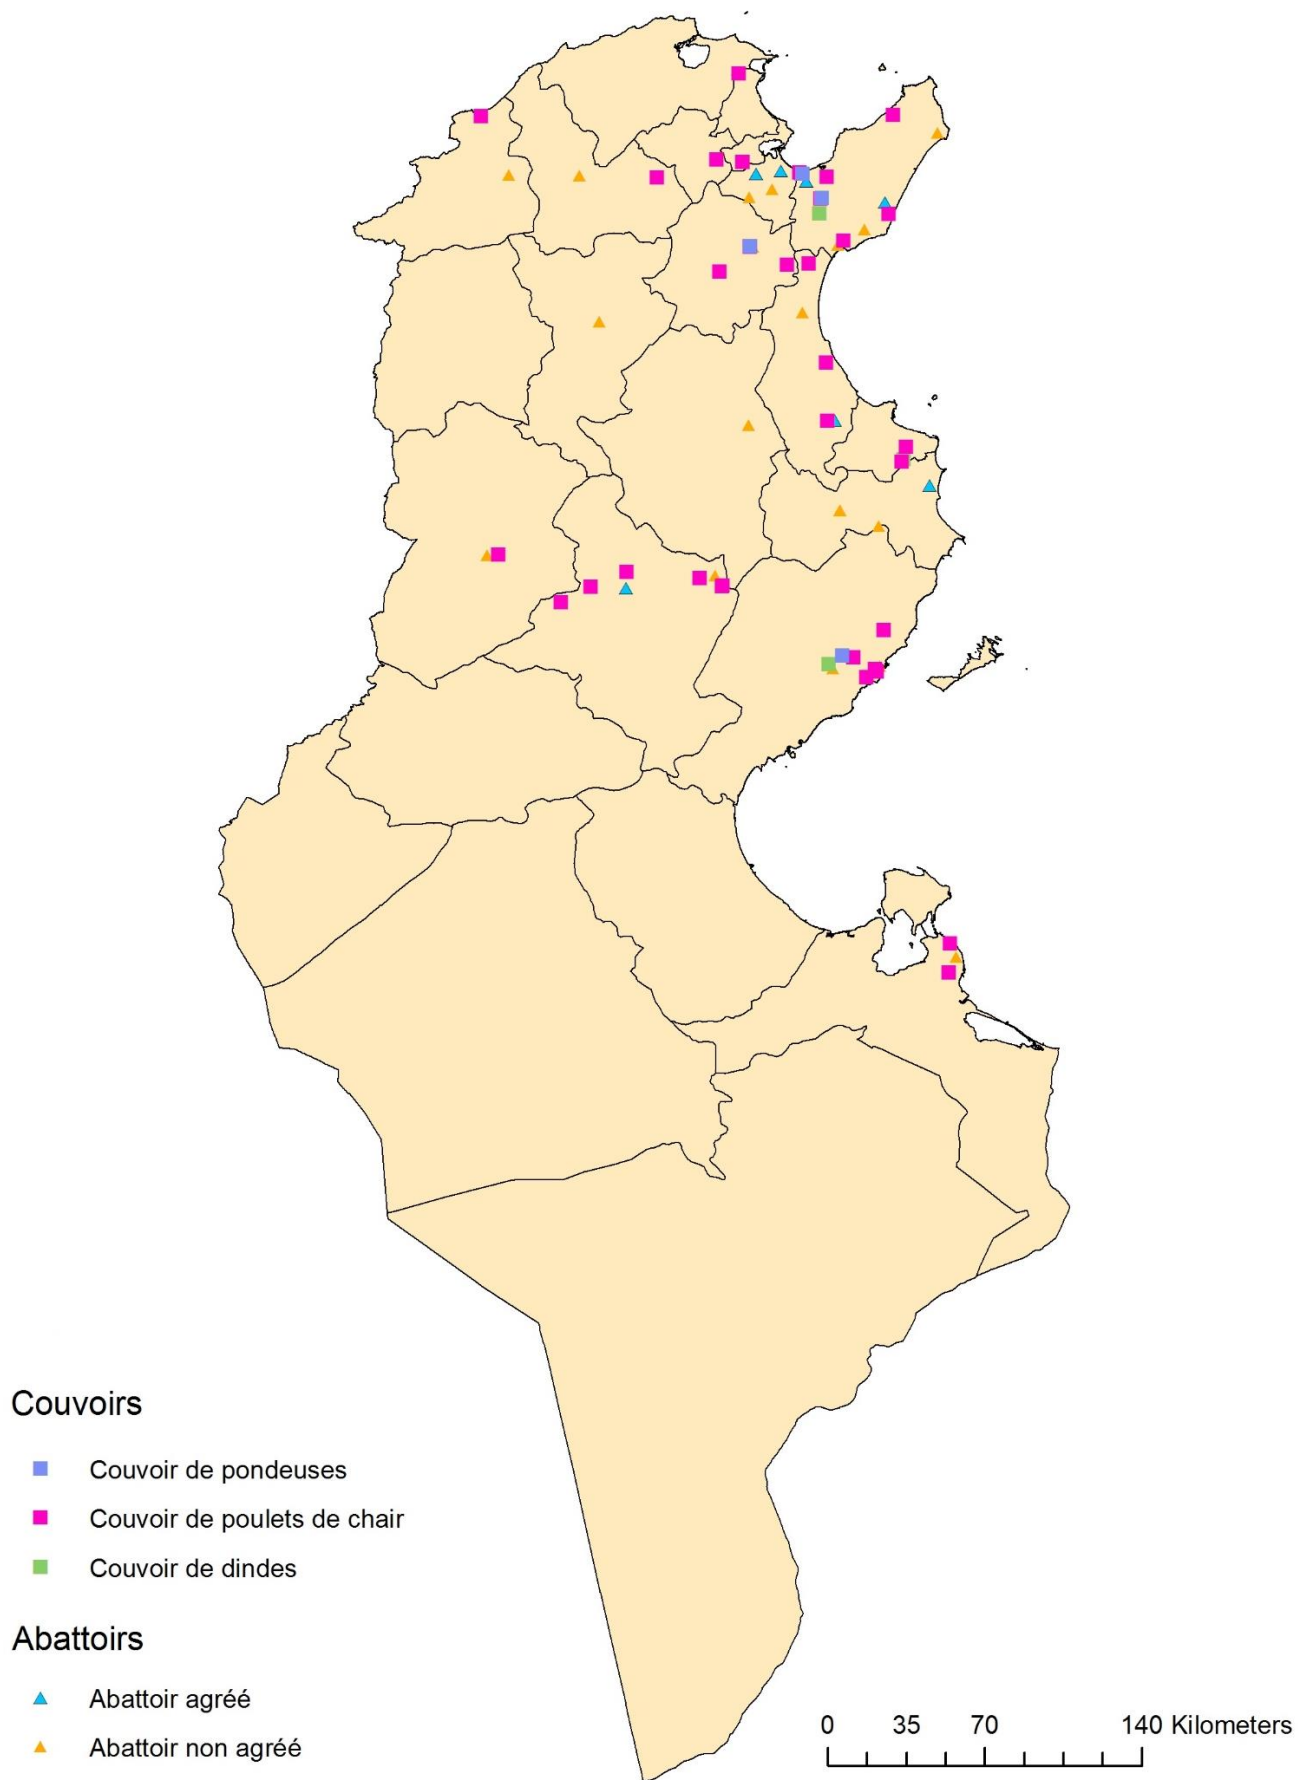 Couvoirs
Couvoir de pondeuses
Couvoir de poulets de chair
Couvoir de dindes
Abattoirs
Abattoir agréé
Abattoir non agréé
0 35 70 140 Kilometers